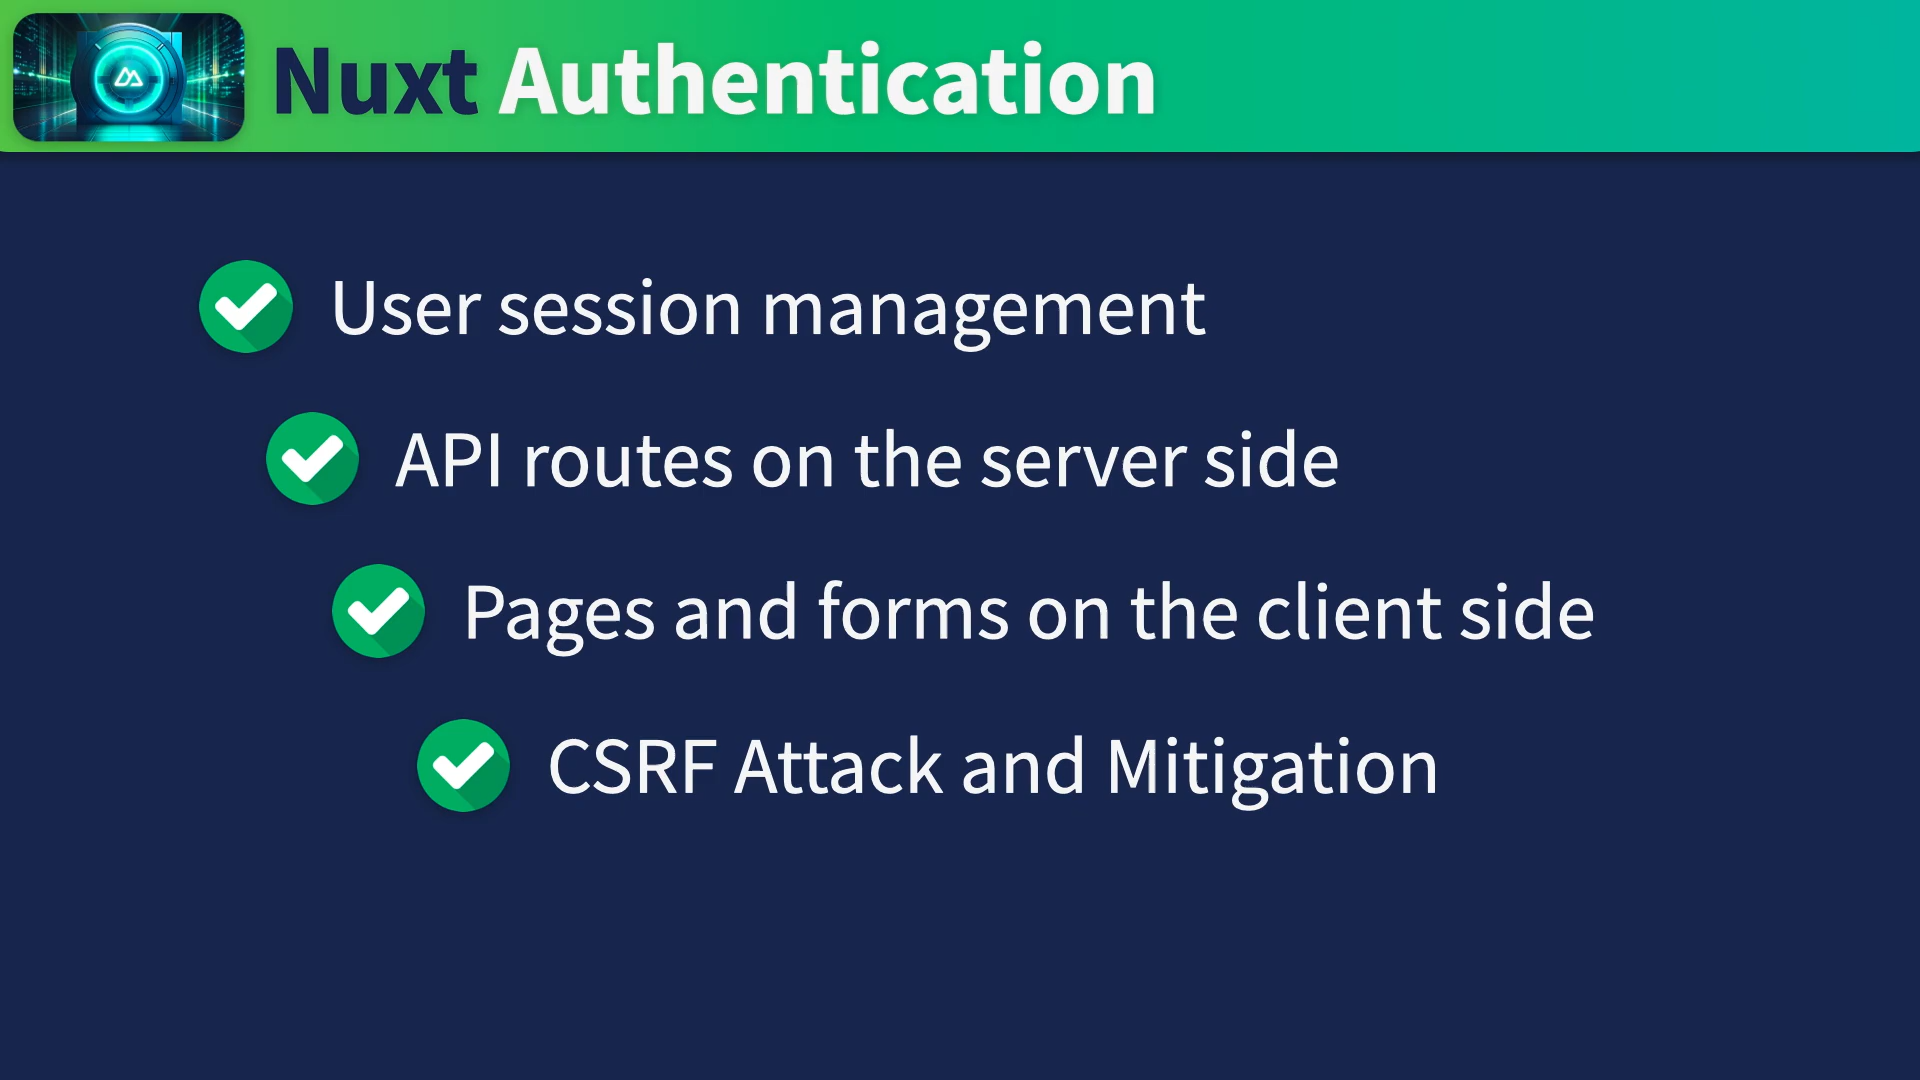 Nuxt Authentication
User session management
API routes on the server side
Pages and forms on the client side
CSRF Attack and Mitigation